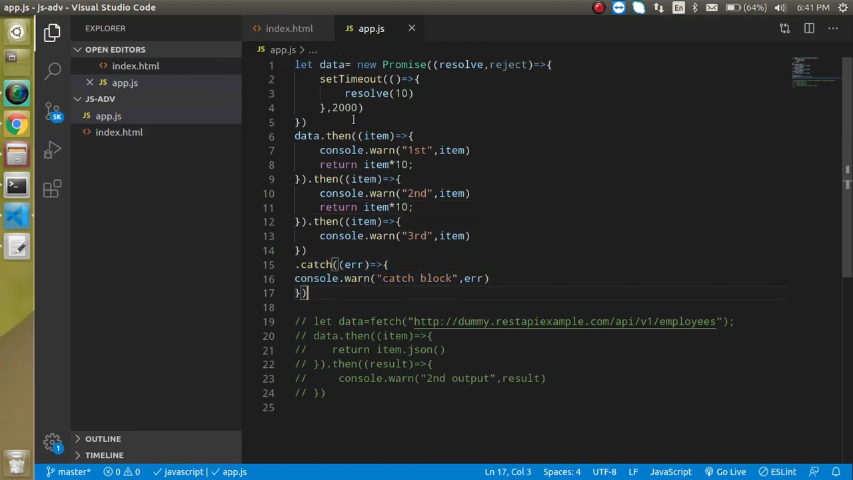 app.js - js-adv - Visual Studio Code
En
(64%)
6:41 PM
EXPLORER
OPEN EDITORS
index.html
app.js
JS-ADV
app.js
index.html
OUTLINE
TIMELINE
5K
1
index.html
app.js
app.js > ...
1 let data= new Promise((resolve,reject)=>{
2 setTimeout(()=>{
3 resolve(10)
4 },2000)
5 })
6 data.then((item)=>{
7 console.warn("1st",item)
8 return item*10;
9 }).then((item)=>{
10 console.warn("2nd",item)
11 return item*10;
12 }).then((item)=>{
13 console.warn("3rd",item)
14 })
15 .catch((err)=>{
16 console.warn("catch block",err)
17 })
18
19 // let data=fetch("http://dummy.restapiexample.com/api/v1/employees");
20 // data.then((item)=>{
21 // return item.json()
22 // }).then((result)=>{
23 // console.warn("2nd output",result)
24 // })
25
master* 0 0 javascript | app.js Ln 17, Col 3 Spaces: 4 UTF-8 LF JavaScript Go Live ESLint